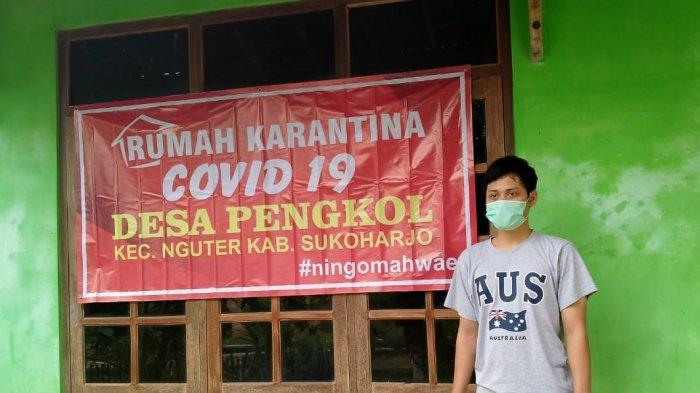 RUMAH KARANTINA
COVID 19
DESA PENGKOL
KEC. NGUTER KAB. SUKOHARJO
#ningomahwae
AUS
AUSTRALIA